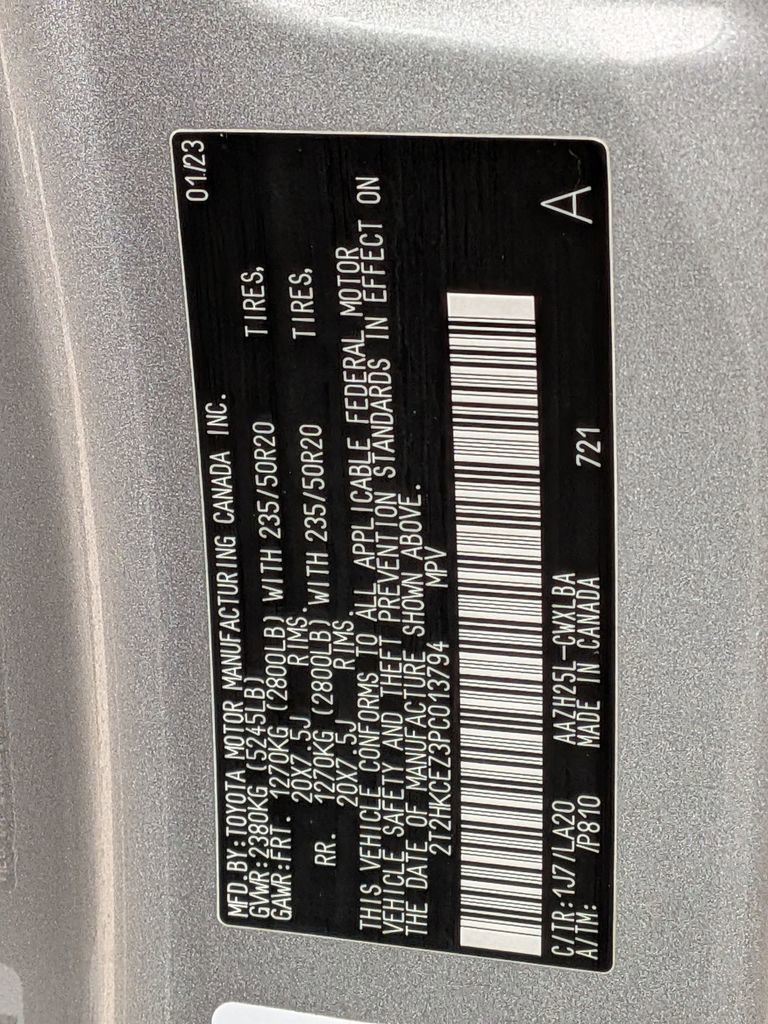 MFD.BY:TOYOTA MOTOR MANUFACTURING CANADA INC. 01/23
GVWR:2380KG (5245LB)
GAWR:FRT. 1270KG (2800LB) WITH 235/50R20 TIRES,
20X7.5J RIMS.
RR. 1270KG (2800LB) WITH 235/50R20 TIRES,
20X7.5J RIMS
THIS VEHICLE CONFORMS TO ALL APPLICABLE FEDERAL MOTOR
VEHICLE SAFETY AND THEFT PREVENTION STANDARDS IN EFFECT ON
THE DATE OF MANUFACTURE SHOWN ABOVE.
2T2HKCEZ3PC013794 MPV
C/TR:1J7/LA20 AAZH25L-CWXLBA A
A/TM: /P810 MADE IN CANADA 721